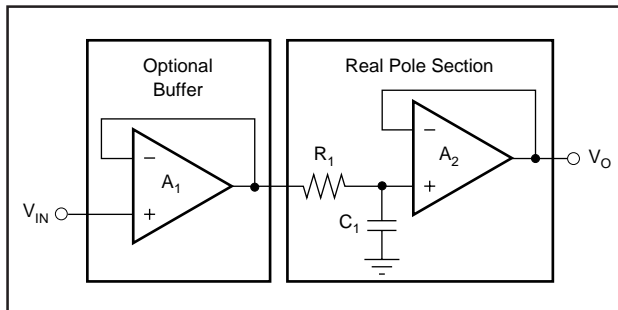 Optional
Buffer
Real Pole Section
−
A1
+
VIN
R1
C1
−
A2
+
VO